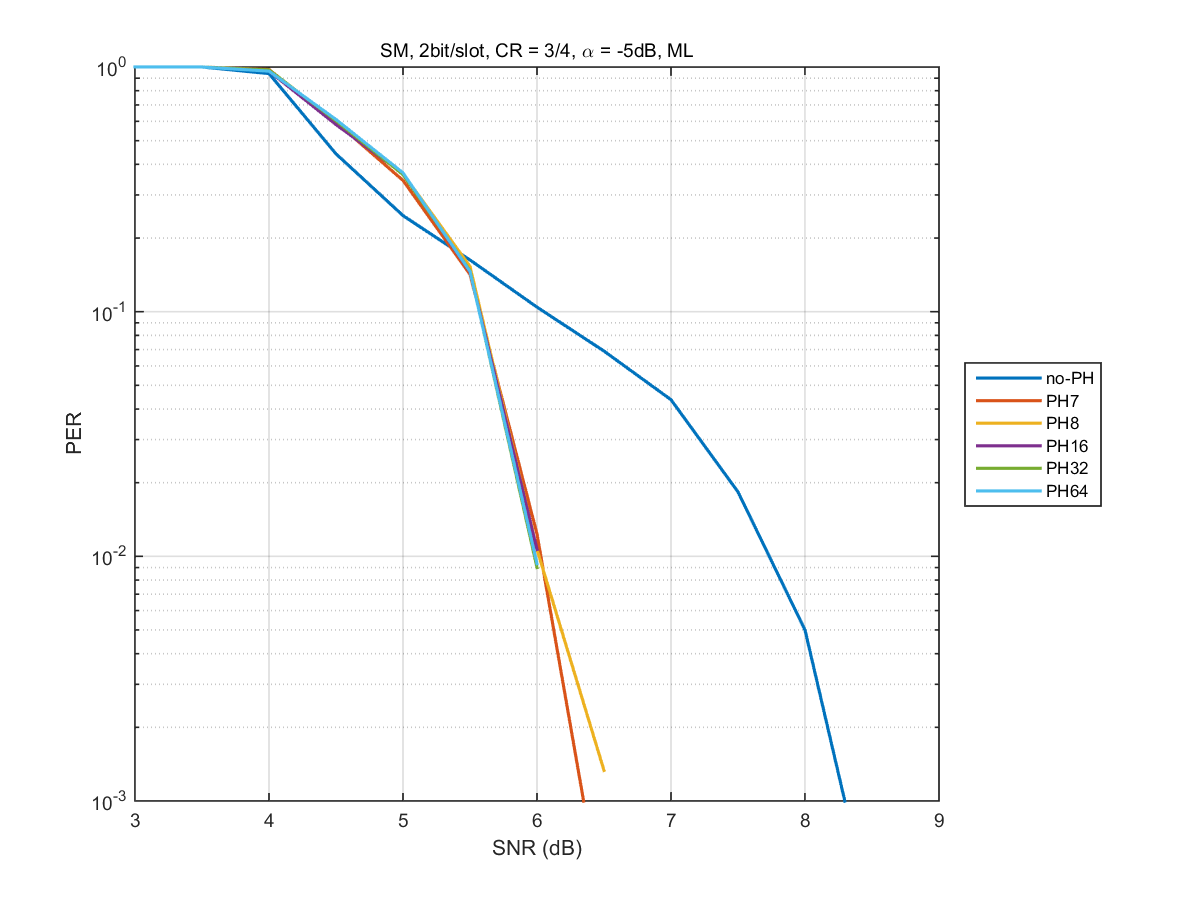 SM, 2bit/slot, CR = 3/4, α = -5dB, ML
10^0
10^-1
10^-2
10^-3
PER
3 4 5 6 7 8 9
SNR (dB)
no-PH
PH7
PH8
PH16
PH32
PH64